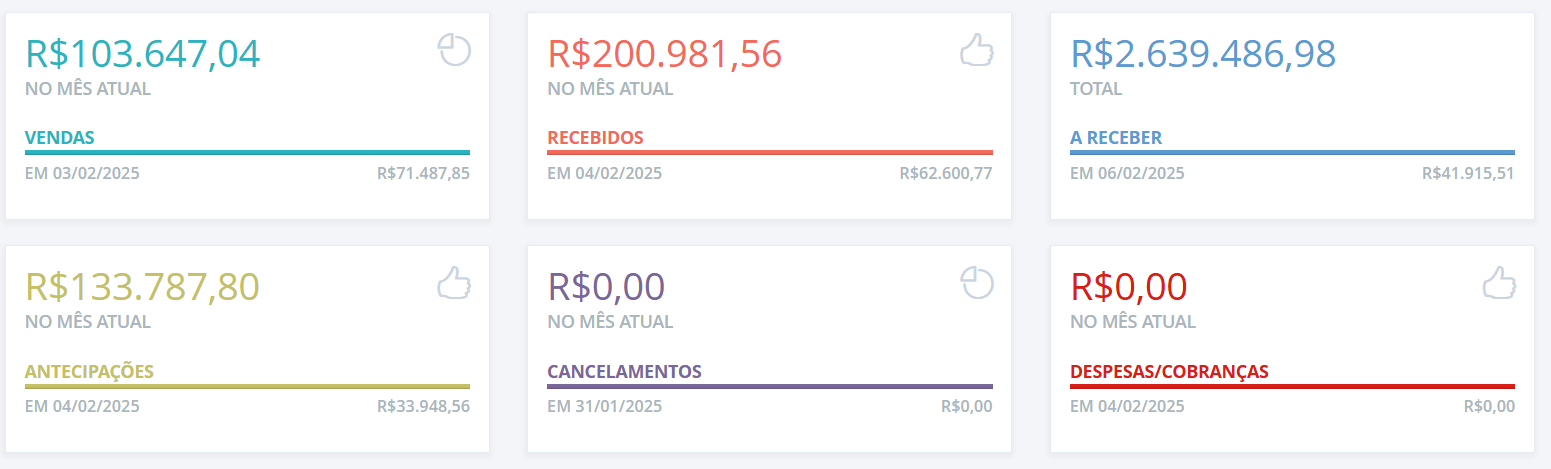 R$103.647,04
NO MÊS ATUAL
VENDAS
EM 03/02/2025 R$71.487,85
R$200.981,56
NO MÊS ATUAL
RECEBIDOS
EM 04/02/2025 R$62.600,77
R$2.639.486,98
TOTAL
A RECEBER
EM 06/02/2025 R$41.915,51
R$133.787,80
NO MÊS ATUAL
ANTECIPAÇÕES
EM 04/02/2025 R$33.948,56
R$0,00
NO MÊS ATUAL
CANCELAMENTOS
EM 31/01/2025 R$0,00
R$0,00
NO MÊS ATUAL
DESPESAS/COBRANÇAS
EM 04/02/2025 R$0,00